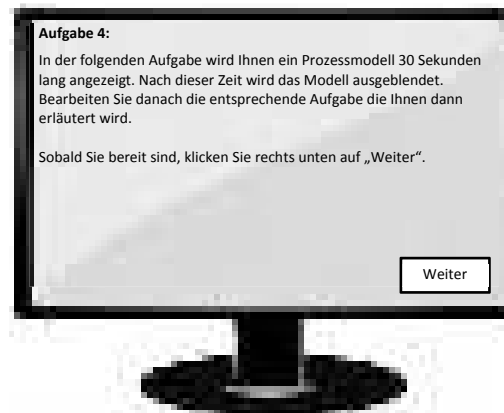 Aufgabe 4:
In der folgenden Aufgabe wird Ihnen ein Prozessmodell 30 Sekunden
lang angezeigt. Nach dieser Zeit wird das Modell ausgeblendet.
Bearbeiten Sie danach die entsprechende Aufgabe die Ihnen dann
erläutert wird.
Sobald Sie bereit sind, klicken Sie rechts unten auf „Weiter“.
Weiter